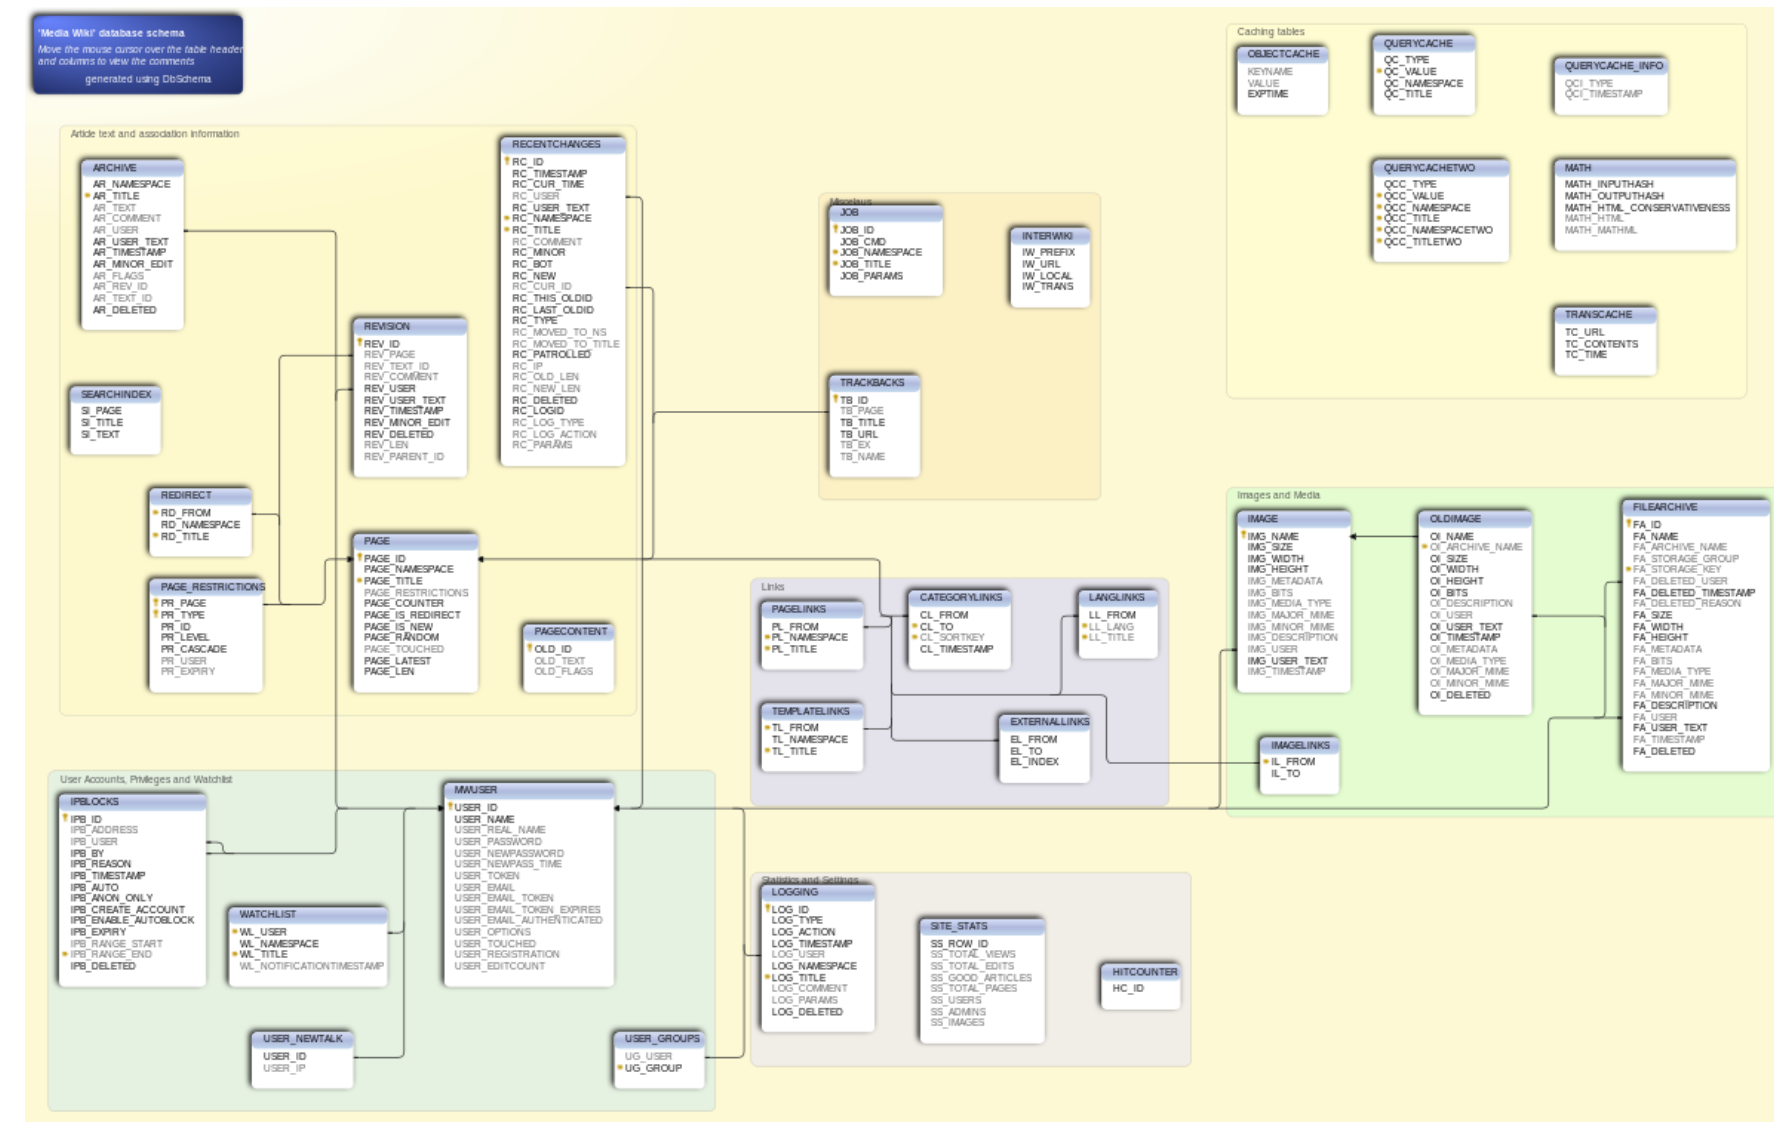 'Media Wiki' database schema
Move the mouse cursor over the table header
and columns to view the comments
generated using DbSchema
Article text and association information
ARCHIVE
AR_NAMESPACE
AR_TITLE
AR_TEXT
AR_COMMENT
AR_USER
AR_USER_TEXT
AR_TIMESTAMP
AR_MINOR_EDIT
AR_FLAGS
AR_REV_ID
AR_TEXT_ID
AR_DELETED
SEARCHINDEX
SI_PAGE
SI_TITLE
SI_TEXT
REDIRECT
RD_FROM
RD_NAMESPACE
RD_TITLE
PAGE_RESTRICTIONS
PR_PAGE
PR_TYPE
PR_ID
PR_LEVEL
PR_CASCADE
PR_USER
PR_EXPIRY
REVISION
REV_ID
REV_PAGE
REV_TEXT_ID
REV_COMMENT
REV_USER
REV_USER_TEXT
REV_TIMESTAMP
REV_MINOR_EDIT
REV_DELETED
REV_LEN
REV_PARENT_ID
PAGE
PAGE_ID
PAGE_NAMESPACE
PAGE_TITLE
PAGE_RESTRICTIONS
PAGE_COUNTER
PAGE_IS_REDIRECT
PAGE_IS_NEW
PAGE_RANDOM
PAGE_TOUCHED
PAGE_LATEST
PAGE_LEN
RECENTCHANGES
RC_ID
RC_TIMESTAMP
RC_CUR_TIME
RC_USER
RC_USER_TEXT
RC_NAMESPACE
RC_TITLE
RC_COMMENT
RC_MINOR
RC_BOT
RC_NEW
RC_CUR_ID
RC_THIS_OLDID
RC_LAST_OLDID
RC_TYPE
RC_MOVED_TO_NS
RC_MOVED_TO_TITLE
RC_PATROLLED
RC_IP
RC_OLD_LEN
RC_NEW_LEN
RC_DELETED
RC_LOGID
RC_LOG_TYPE
RC_LOG_ACTION
RC_PARAMS
PAGECONTENT
OLD_ID
OLD_TEXT
OLD_FLAGS
JOB
JOB_ID
JOB_CMD
JOB_NAMESPACE
JOB_TITLE
JOB_PARAMS
INTERWIKI
IW_PREFIX
IW_URL
IW_LOCAL
IW_TRANS
TRACKBACKS
TB_ID
TB_PAGE
TB_TITLE
TB_URL
TB_EX
TB_NAME
Caching tables
OBJECTCACHE
KEYNAME
VALUE
EXPTIME
QUERYCACHE
QC_TYPE
QC_VALUE
QC_NAMESPACE
QC_TITLE
QUERYCACHE_INFO
QCI_TYPE
QCI_TIMESTAMP
QUERYCACHETWO
QCC_TYPE
QCC_VALUE
QCC_NAMESPACE
QCC_TITLE
QCC_NAMESPACETWO
QCC_TITLETWO
MATH
MATH_INPUTHASH
MATH_OUTPUTHASH
MATH_HTML_CONSERVATIVENESS
MATH_HTML
MATH_MATHML
TRANSCACHE
TC_URL
TC_CONTENTS
TC_TIME
Links
PAGELINKS
PL_FROM
PL_NAMESPACE
PL_TITLE
CATEGORYLINKS
CL_FROM
CL_TO
CL_SORTKEY
CL_TIMESTAMP
LANGLINKS
LL_FROM
LL_LANG
LL_TITLE
TEMPLATELINKS
TL_FROM
TL_NAMESPACE
TL_TITLE
EXTERNALLINKS
EL_FROM
EL_TO
EL_INDEX
Images and Media
IMAGE
IMG_NAME
IMG_SIZE
IMG_WIDTH
IMG_HEIGHT
IMG_METADATA
IMG_BITS
IMG_MEDIA_TYPE
IMG_MAJOR_MIME
IMG_MINOR_MIME
IMG_DESCRIPTION
IMG_USER
IMG_USER_TEXT
IMG_TIMESTAMP
OLDIMAGE
OI_NAME
OI_ARCHIVE_NAME
OI_SIZE
OI_WIDTH
OI_HEIGHT
OI_BITS
OI_DESCRIPTION
OI_USER
OI_USER_TEXT
OI_TIMESTAMP
OI_METADATA
OI_MEDIA_TYPE
OI_MAJOR_MIME
OI_MINOR_MIME
OI_DELETED
FILEARCHIVE
FA_ID
FA_NAME
FA_ARCHIVE_NAME
FA_STORAGE_GROUP
FA_STORAGE_KEY
FA_DELETED_USER
FA_DELETED_TIMESTAMP
FA_DELETED_REASON
FA_SIZE
FA_WIDTH
FA_HEIGHT
FA_METADATA
FA_BITS
FA_MEDIA_TYPE
FA_MAJOR_MIME
FA_MINOR_MIME
FA_DESCRIPTION
FA_USER
FA_USER_TEXT
FA_TIMESTAMP
FA_DELETED
IMAGELINKS
IL_FROM
IL_TO
User Accounts, Privileges and Watchlist
IPBLOCKS
IPB_ID
IPB_ADDRESS
IPB_USER
IPB_BY
IPB_REASON
IPB_TIMESTAMP
IPB_AUTO
IPB_ANON_ONLY
IPB_CREATE_ACCOUNT
IPB_ENABLE_AUTOBLOCK
IPB_EXPIRY
IPB_RANGE_START
IPB_RANGE_END
IPB_DELETED
WATCHLIST
WL_USER
WL_NAMESPACE
WL_TITLE
WL_NOTIFICATIONTIMESTAMP
MWUSER
USER_ID
USER_NAME
USER_REAL_NAME
USER_PASSWORD
USER_NEWPASSWORD
USER_NEWPASS_TIME
USER_TOKEN
USER_EMAIL
USER_EMAIL_TOKEN
USER_EMAIL_TOKEN_EXPIRES
USER_EMAIL_AUTHENTICATED
USER_OPTIONS
USER_TOUCHED
USER_REGISTRATION
USER_EDITCOUNT
USER_NEWTALK
USER_ID
USER_IP
USER_GROUPS
UG_USER
UG_GROUP
Statistics and Settings
LOGGING
LOG_ID
LOG_TYPE
LOG_ACTION
LOG_TIMESTAMP
LOG_USER
LOG_NAMESPACE
LOG_TITLE
LOG_COMMENT
LOG_PARAMS
LOG_DELETED
SITE_STATS
SS_ROW_ID
SS_TOTAL_VIEWS
SS_TOTAL_EDITS
SS_GOOD_ARTICLES
SS_TOTAL_PAGES
SS_USERS
SS_ADMINS
SS_IMAGES
HITCOUNTER
HC_ID